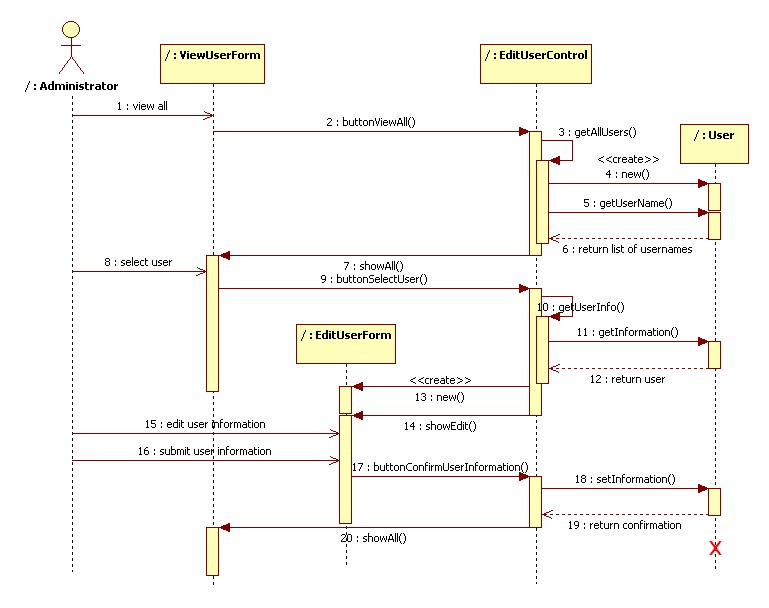 / : Administrator
/ : ViewUserForm
/ : EditUserControl
/ : User
1 : view all
2 : buttonViewAll()
3 : getAllUsers()
<<create>>
4 : new()
5 : getUserName()
6 : return list of usernames
7 : showAll()
8 : select user
9 : buttonSelectUser()
10 : getUserInfo()
/ : EditUserForm
11 : getInformation()
12 : return user
<<create>>
13 : new()
14 : showEdit()
15 : edit user information
16 : submit user information
17 : buttonConfirmUserInformation()
18 : setInformation()
19 : return confirmation
20 : showAll()
X